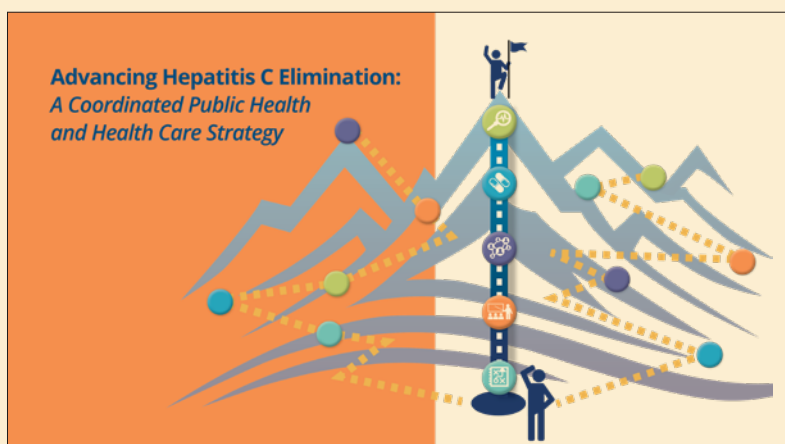 Advancing Hepatitis C Elimination:
A Coordinated Public Health
and Health Care Strategy